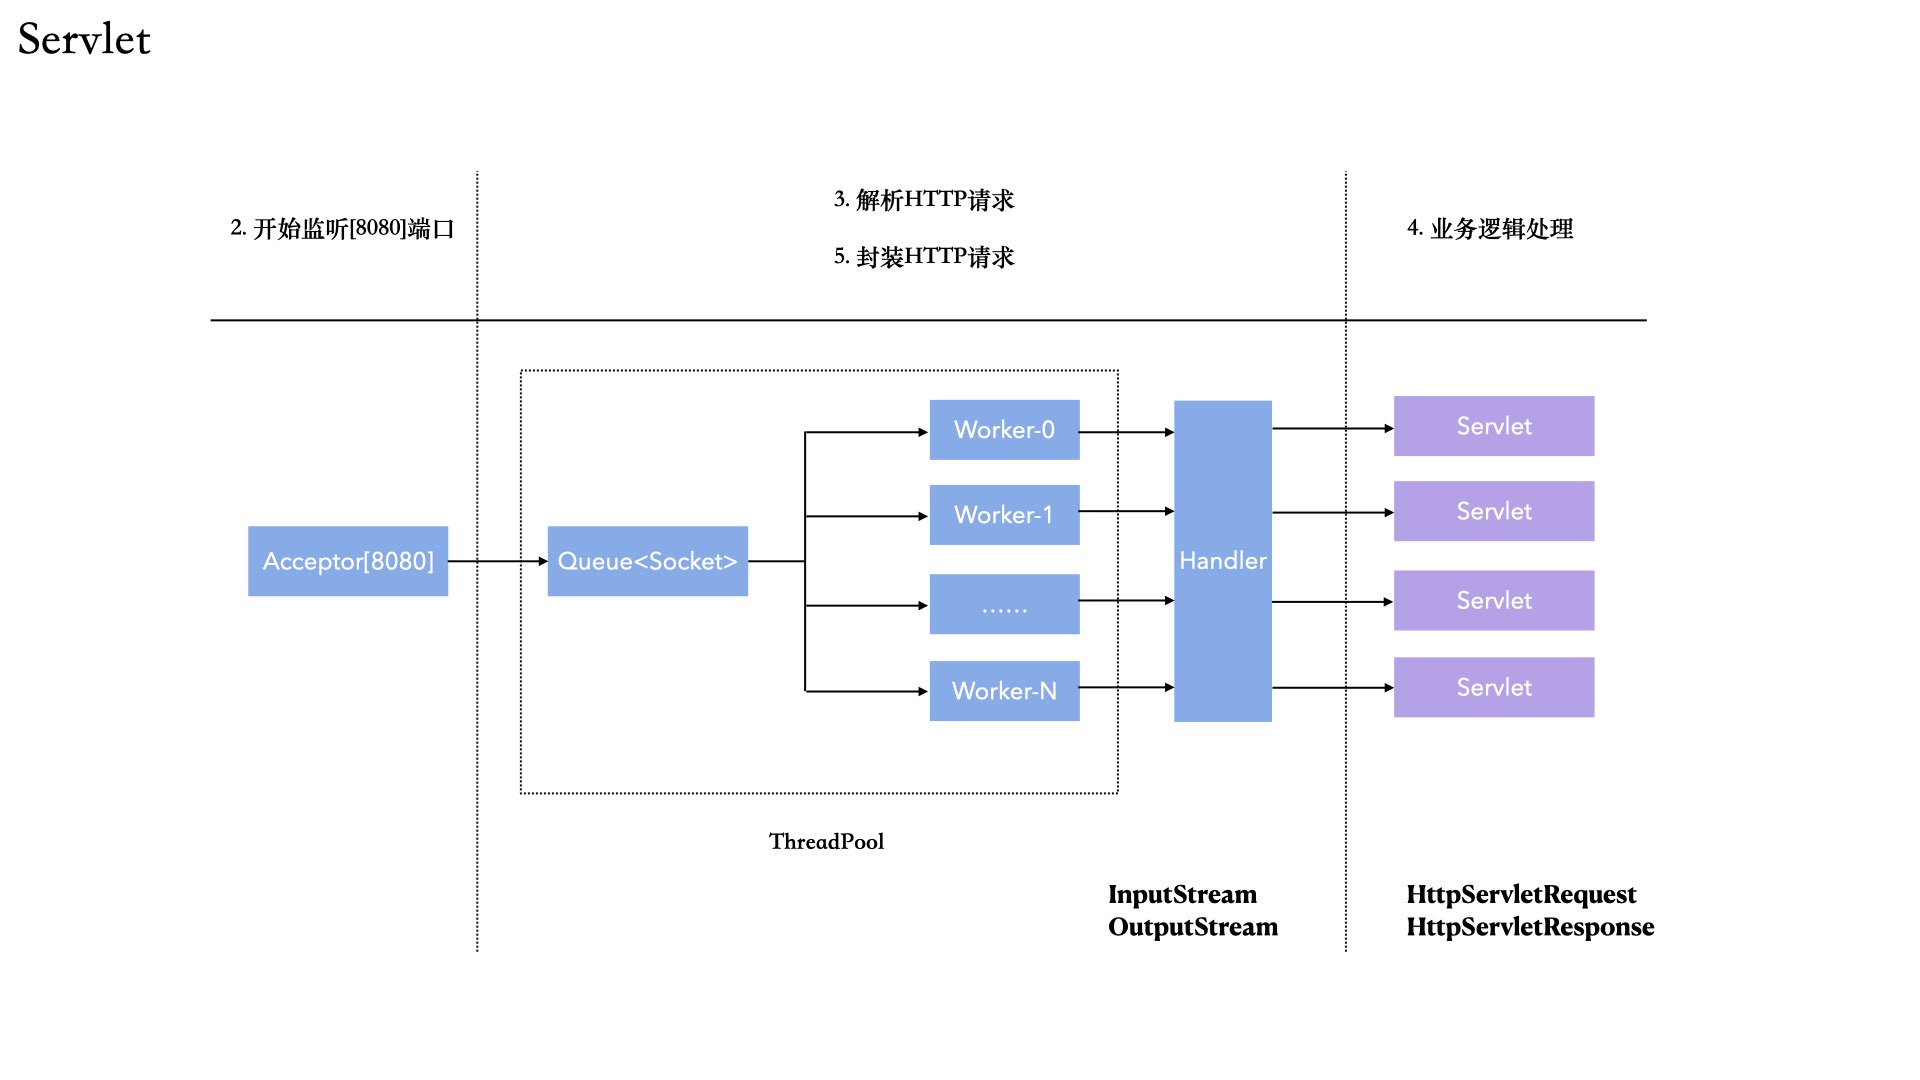 Servlet
2. 开始监听[8080]端口
3. 解析HTTP请求
5. 封装HTTP请求
4. 业务逻辑处理
Acceptor[8080]
Queue<Socket>
Worker-0
Worker-1
......
Worker-N
Handler
Servlet
Servlet
Servlet
Servlet
ThreadPool
InputStream
OutputStream
HttpServletRequest
HttpServletResponse